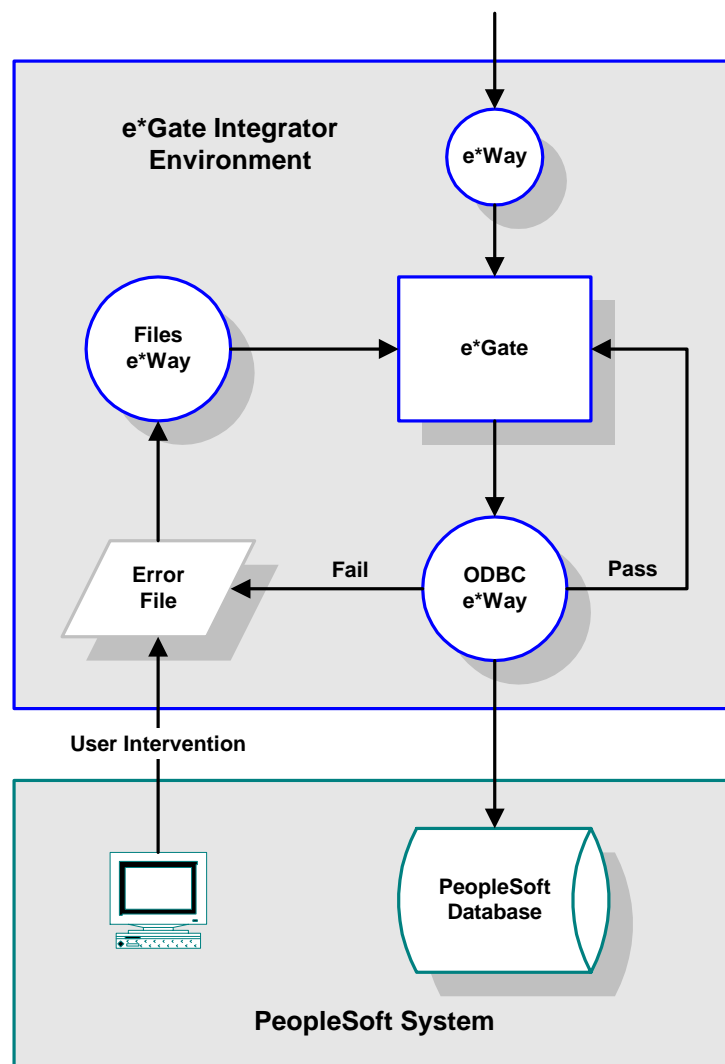 e*Gate Integrator
Environment
e*Way
Files
e*Way
e*Gate
Error
File
Fail
ODBC
e*Way
Pass
User Intervention
PeopleSoft
Database
PeopleSoft System